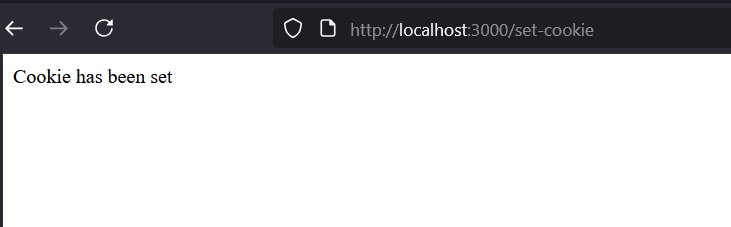 http://localhost:3000/set-cookie
Cookie has been set